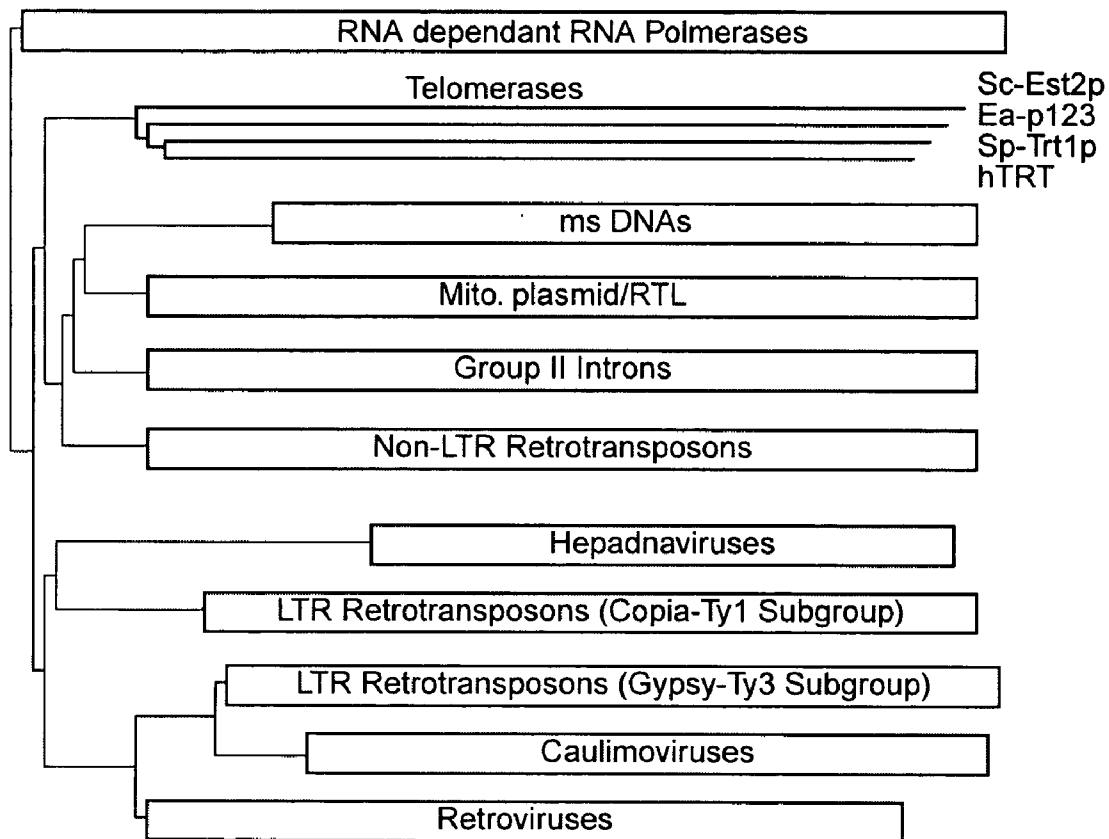 RNA dependant RNA Polmerases
Telomerases
Sc-Est2p
Ea-p123
Sp-Trt1p
hTRT
ms DNAs
Mito. plasmid/RTL
Group II Introns
Non-LTR Retrotransposons
Hepadnaviruses
LTR Retrotransposons (Copia-Ty1 Subgroup)
LTR Retrotransposons (Gypsy-Ty3 Subgroup)
Caulimoviruses
Retroviruses